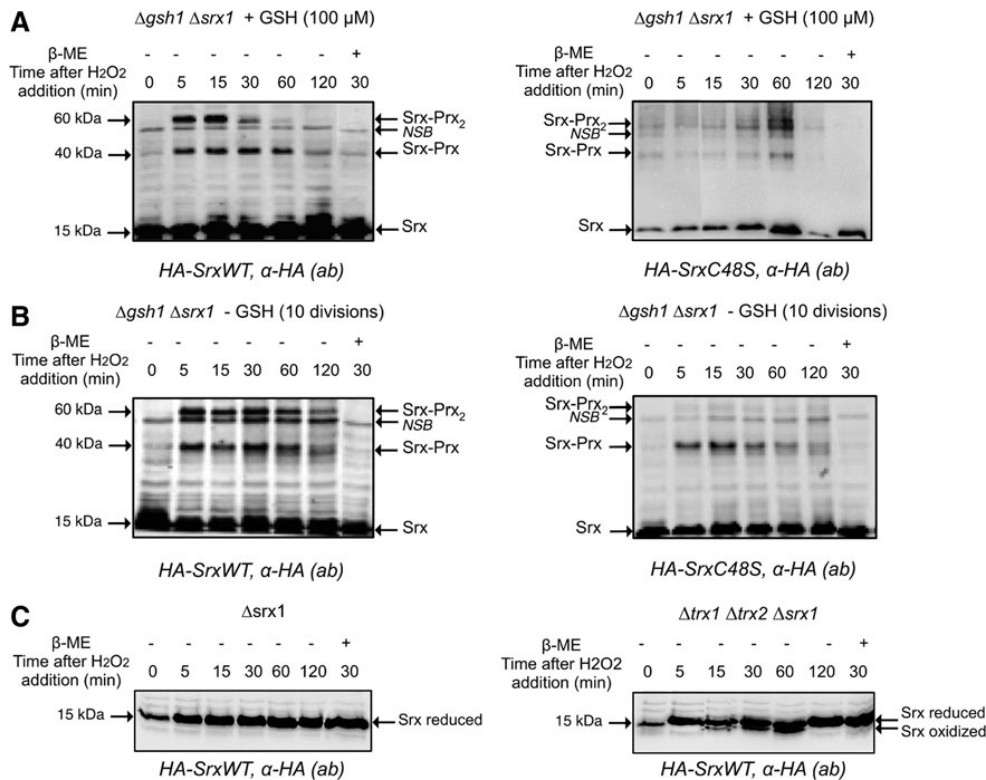 A
Δgsh1 Δsrx1 + GSH (100 μM)
β-ME - - - - - - +
Time after H2O2 addition (min) 0 5 15 30 60 120 30
60 kDa
40 kDa
15 kDa
Srx-Prx2
NSB
Srx-Prx
Srx
HA-SrxWT, α-HA (ab)
Δgsh1 Δsrx1 + GSH (100 μM)
β-ME - - - - - - +
Time after H2O2 addition (min) 0 5 15 30 60 120 30
Srx-Prx2
NSB
Srx-Prx
Srx
HA-SrxC48S, α-HA (ab)
B
Δgsh1 Δsrx1 - GSH (10 divisions)
β-ME - - - - - - +
Time after H2O2 addition (min) 0 5 15 30 60 120 30
60 kDa
40 kDa
15 kDa
Srx-Prx2
NSB
Srx-Prx
Srx
HA-SrxWT, α-HA (ab)
Δgsh1 Δsrx1 - GSH (10 divisions)
β-ME - - - - - - +
Time after H2O2 addition (min) 0 5 15 30 60 120 30
Srx-Prx2
NSB
Srx-Prx
Srx
HA-SrxC48S, α-HA (ab)
C
Δsrx1
β-ME - - - - - - +
Time after H2O2 addition (min) 0 5 15 30 60 120 30
15 kDa
Srx reduced
HA-SrxWT, α-HA (ab)
Δtrx1 Δtrx2 Δsrx1
β-ME - - - - - - +
Time after H2O2 addition (min) 0 5 15 30 60 120 30
15 kDa
Srx reduced
Srx oxidized
HA-SrxWT, α-HA (ab)